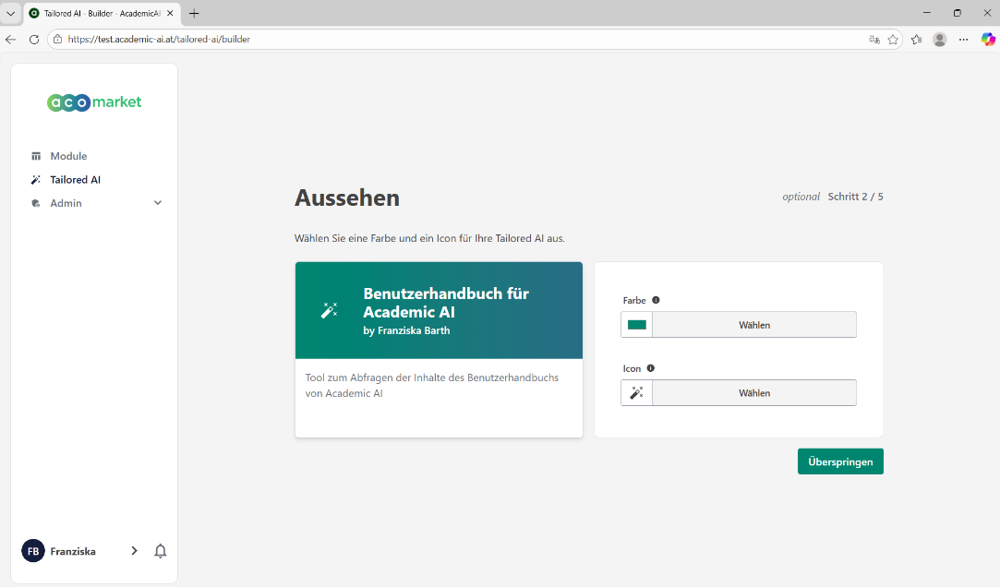 Tailored AI - Builder - AcademicAI
https://test.academic-ai.at/tailored-ai/builder
acomarket
Module
Tailored AI
Admin
Aussehen
optional Schritt 2 / 5
Wählen Sie eine Farbe und ein Icon für Ihre Tailored AI aus.
Benutzerhandbuch für
Academic AI
by Franziska Barth
Tool zum Abfragen der Inhalte des Benutzerhandbuchs
von Academic AI
Farbe
Wählen
Icon
Wählen
Überspringen
FB Franziska